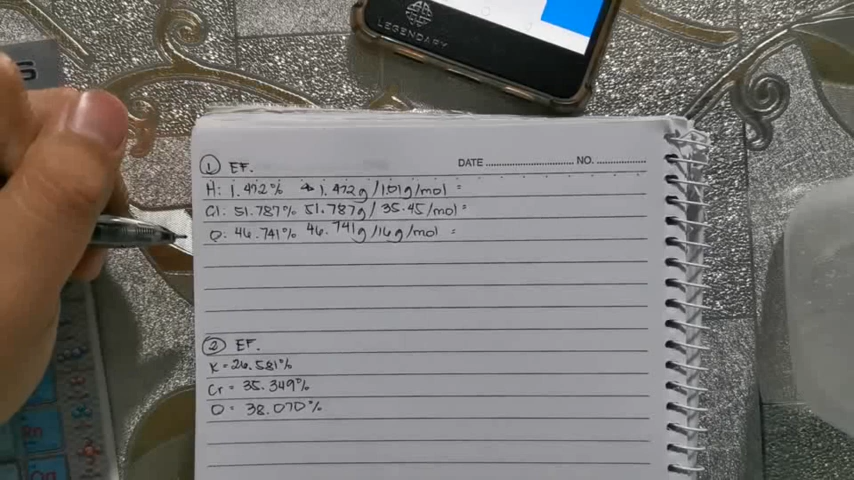 LEGENDARY
DATE NO.
① EF.
H: 1.472% → 1.472g/1.01g/mol =
Cl: 51.787% 51.787g/35.45/mol =
O: 46.741% 46.741g/16g/mol =
② EF.
K = 26.581%
Cr = 35.349%
O = 38.070%